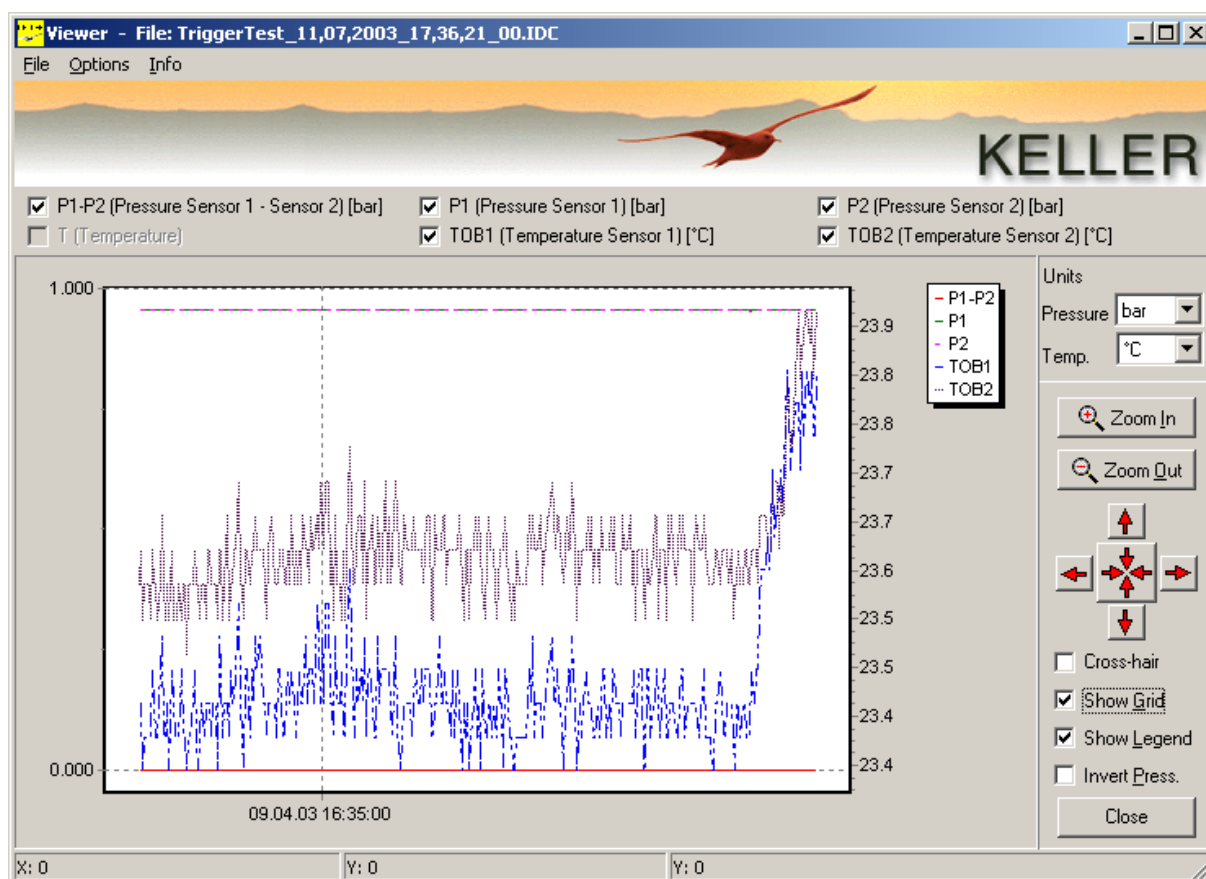 Viewer - File: TriggerTest_11,07,2003_17,36,21_00.IDC
File Options Info
KELLER
P1-P2 (Pressure Sensor 1 - Sensor 2) [bar] P1 (Pressure Sensor 1) [bar] P2 (Pressure Sensor 2) [bar]
T (Temperature) TOB1 (Temperature Sensor 1) [°C] TOB2 (Temperature Sensor 2) [°C]
1.000
0.000
09.04.03 16:35:00
23.9
23.8
23.8
23.7
23.7
23.6
23.5
23.5
23.4
23.4
P1-P2
P1
P2
TOB1
TOB2
Units
Pressure bar
Temp. °C
Zoom In
Zoom Out
Cross-hair
Show Grid
Show Legend
Invert Press.
Close
X: 0 Y: 0 Y: 0